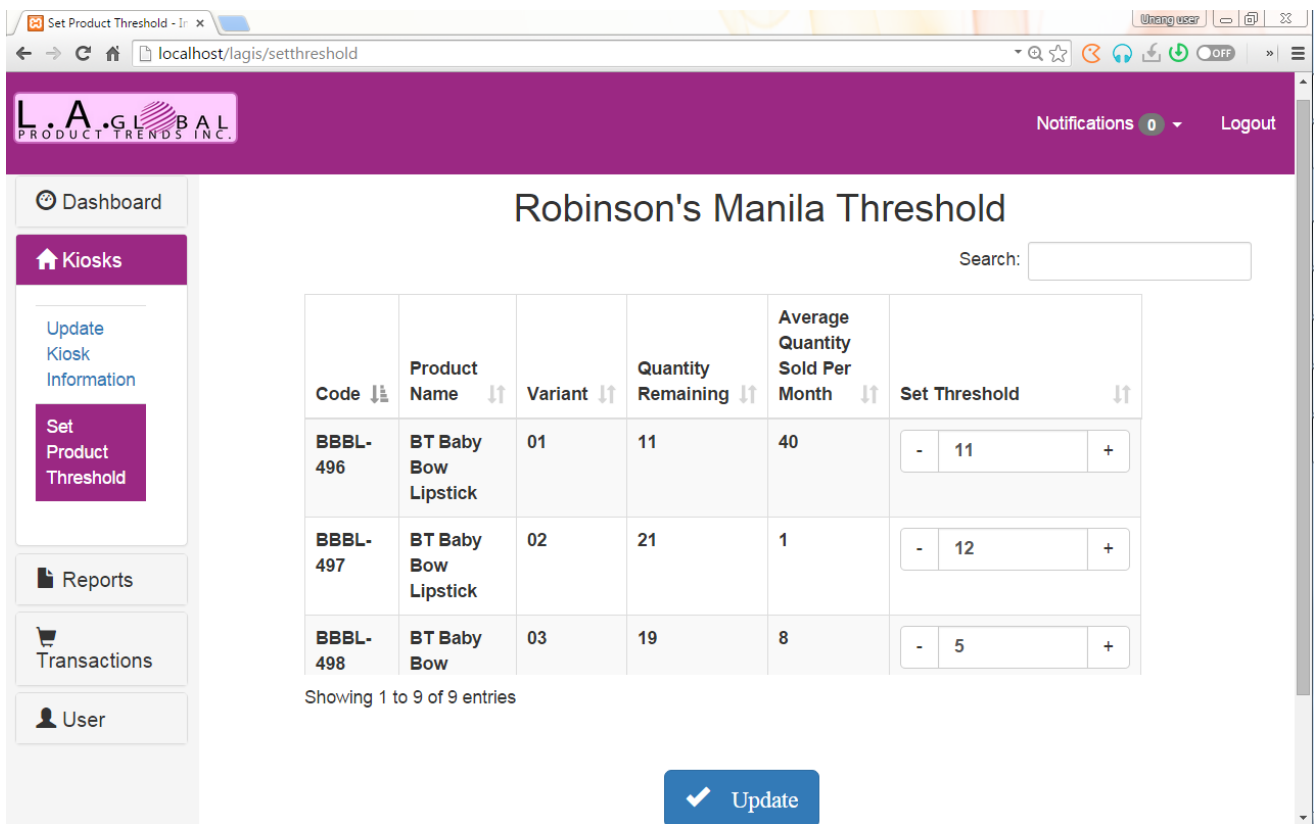 Set Product Threshold - In
Unang user
localhost/lagis/setthreshold
OFF
L.A.GLOBAL
PRODUCT TRENDS INC.
Notifications 0
Logout
Dashboard
Kiosks
Update
Kiosk
Information
Set
Product
Threshold
Reports
Transactions
User
Robinson's Manila Threshold
Search:
Average
Quantity
Product Quantity Sold Per
Code Name Variant Remaining Month Set Threshold
BBBL- BT Baby 01 11 40 - 11 +
496 Bow
Lipstick
BBBL- BT Baby 02 21 1 - 12 +
497 Bow
Lipstick
BBBL- BT Baby 03 19 8 - 5 +
498 Bow
Showing 1 to 9 of 9 entries
Update